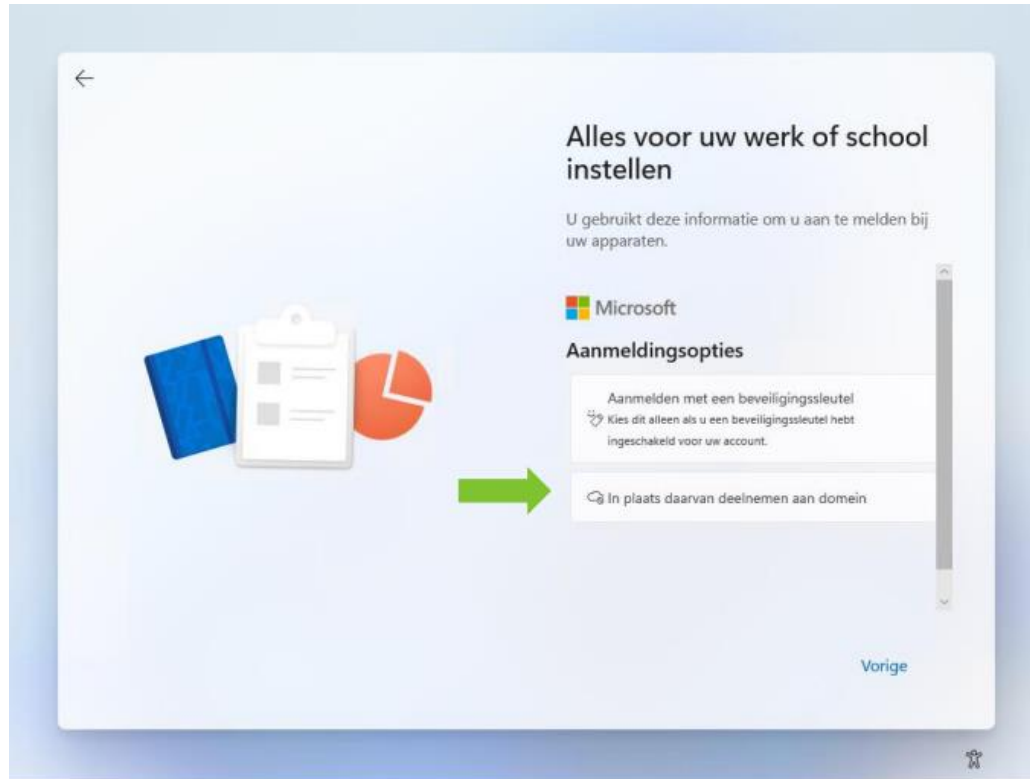 Alles voor uw werk of school
instellen
U gebruikt deze informatie om u aan te melden bij
uw apparaten.
Microsoft
Aanmeldingsopties
Aanmelden met een beveiligingssleutel
Kies dit alleen als u een beveiligingssleutel hebt
ingeschakeld voor uw account.
In plaats daarvan deelnemen aan domein
Vorige